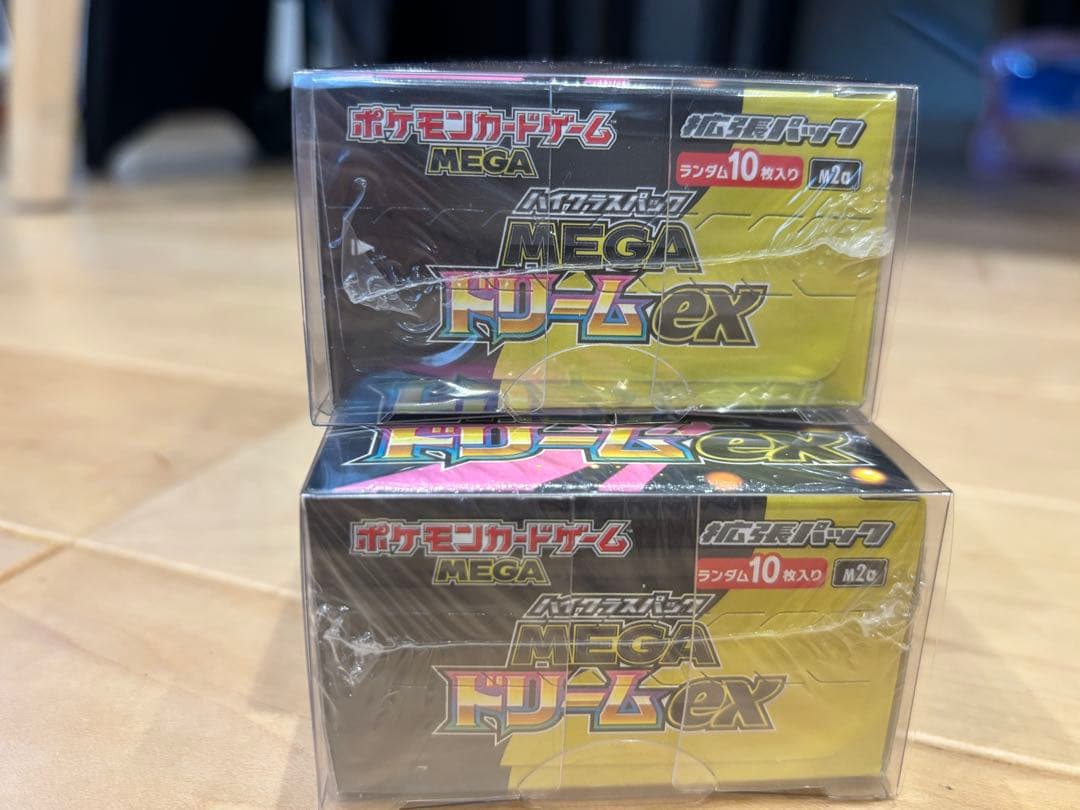 ポケモンカードゲーム
MEGA
拡張パック
ランダム10枚入り M2a
ハイクラスパック
MEGA
ドリームex
ドリームex
ポケモンカードゲーム
MEGA
拡張パック
ランダム10枚入り M2a
ハイクラスパック
MEGA
ドリームex